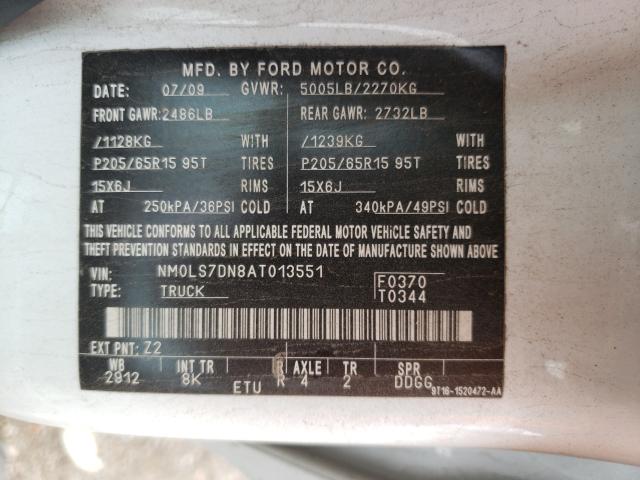 MFD. BY FORD MOTOR CO.
DATE: 07/09 GVWR: 5005LB/2270KG
FRONT GAWR: 2486LB REAR GAWR: 2732LB
/1128KG WITH /1239KG WITH
P205/65R15 95T TIRES P205/65R15 95T TIRES
15X6J RIMS 15X6J RIMS
AT 250kPA/36PSI COLD AT 340kPA/49PSI COLD
THIS VEHICLE CONFORMS TO ALL APPLICABLE FEDERAL MOTOR VEHICLE SAFETY AND
THEFT PREVENTION STANDARDS IN EFFECT ON THE DATE OF MANUFACTURE SHOWN ABOVE.
VIN: NM0LS7DN8AT013551 F0370
TYPE: TRUCK T0344
EXT PNT: Z2
WB INT TR R AXLE TR SPR
2912 8K R 4 2 DDGG
ETU 9T16-1520472-AA